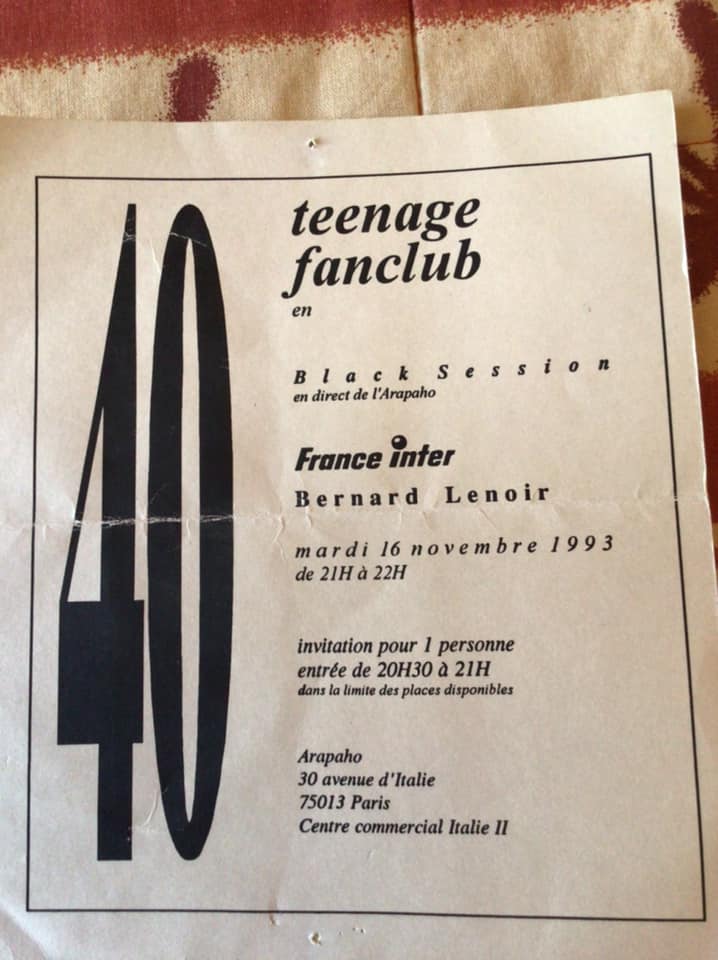 40
teenage
fanclub
en
Black Session
en direct de l'Arapaho
France inter
Bernard Lenoir
mardi 16 novembre 1993
de 21H à 22H
invitation pour 1 personne
entrée de 20H30 à 21H
dans la limite des places disponibles
Arapaho
30 avenue d'Italie
75013 Paris
Centre commercial Italie II